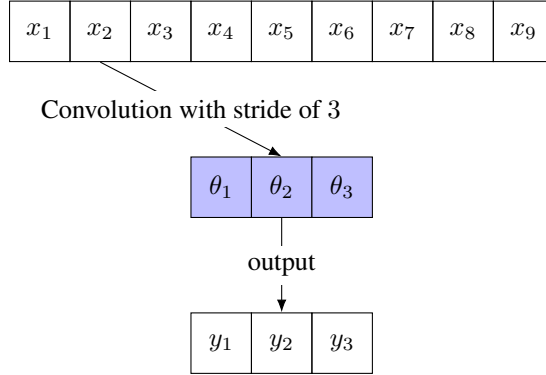 x₁ x₂ x₃ x₄ x₅ x₆ x₇ x₈ x₉
Convolution with stride of 3
θ₁ θ₂ θ₃
output
y₁ y₂ y₃